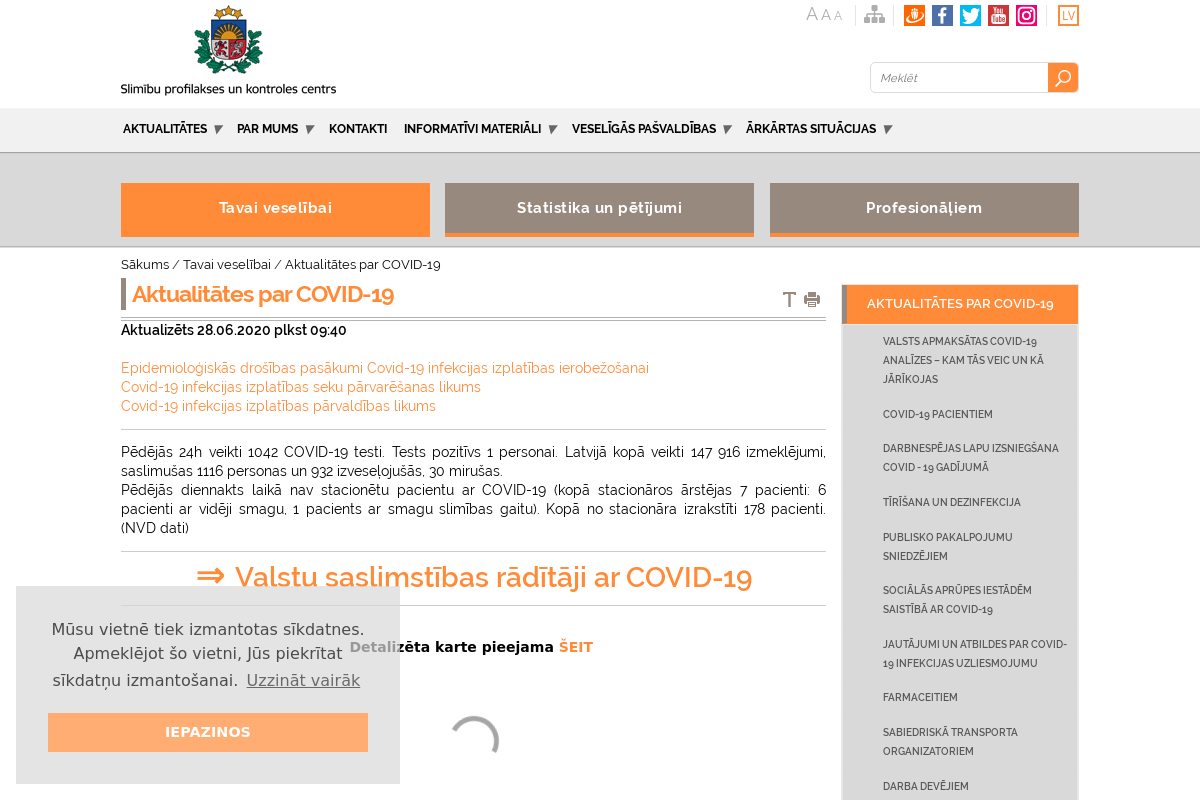 A A A
You
Tube
LV
Slimību profilakses un kontroles centrs
Meklēt
AKTUALITĀTES PAR MUMS KONTAKTI INFORMATĪVI MATERIĀLI VESELĪGĀS PAŠVALDĪBAS ĀRKĀRTAS SITUĀCIJAS
Tavai veselībai
Statistika un pētījumi
Profesionāļiem
Sākums / Tavai veselībai / Aktualitātes par COVID-19
Aktualitātes par COVID-19
Aktualizēts 28.06.2020 plkst 09:40
Epidemioloģiskās drošības pasākumi Covid-19 infekcijas izplatības ierobežošanai
Covid-19 infekcijas izplatības seku pārvarēšanas likums
Covid-19 infekcijas izplatības pārvaldības likums
Pēdējās 24h veikti 1042 COVID-19 testi. Tests pozitīvs 1 personai. Latvijā kopā veikti 147 916 izmeklējumi,
saslimušas 1116 personas un 932 izveseļojušās, 30 mirušas.
Pēdējās diennakts laikā nav stacionētu pacientu ar COVID-19 (kopā stacionāros ārstējas 7 pacienti: 6
pacienti ar vidēji smagu, 1 pacients ar smagu slimības gaitu). Kopā no stacionāra izrakstīti 178 pacienti.
(NVD dati)
⇒ Valstu saslimstības rādītāji ar COVID-19
Detalizēta karte pieejama ŠEIT
Mūsu vietnē tiek izmantotas sīkdatnes.
Apmeklējot šo vietni, Jūs piekrītat
sīkdatņu izmantošanai. Uzzināt vairāk
IEPAZINOS
AKTUALITĀTES PAR COVID-19
VALSTS APMAKSĀTAS COVID-19
ANALĪZES – KAM TĀS VEIC UN KĀ
JĀRĪKOJAS
COVID-19 PACIENTIEM
DARBNESPĒJAS LAPU IZSNIEGŠANA
COVID - 19 GADĪJUMĀ
TĪRĪŠANA UN DEZINFEKCIJA
PUBLISKO PAKALPOJUMU
SNIEDZĒJIEM
SOCIĀLĀS APRŪPES IESTĀDĒM
SAISTĪBĀ AR COVID-19
JAUTĀJUMI UN ATBILDES PAR COVID-
19 INFEKCIJAS UZLIESMOJUMU
FARMACEITIEM
SABIEDRISKĀ TRANSPORTA
ORGANIZATORIEM
DARBA DEVĒJIEM